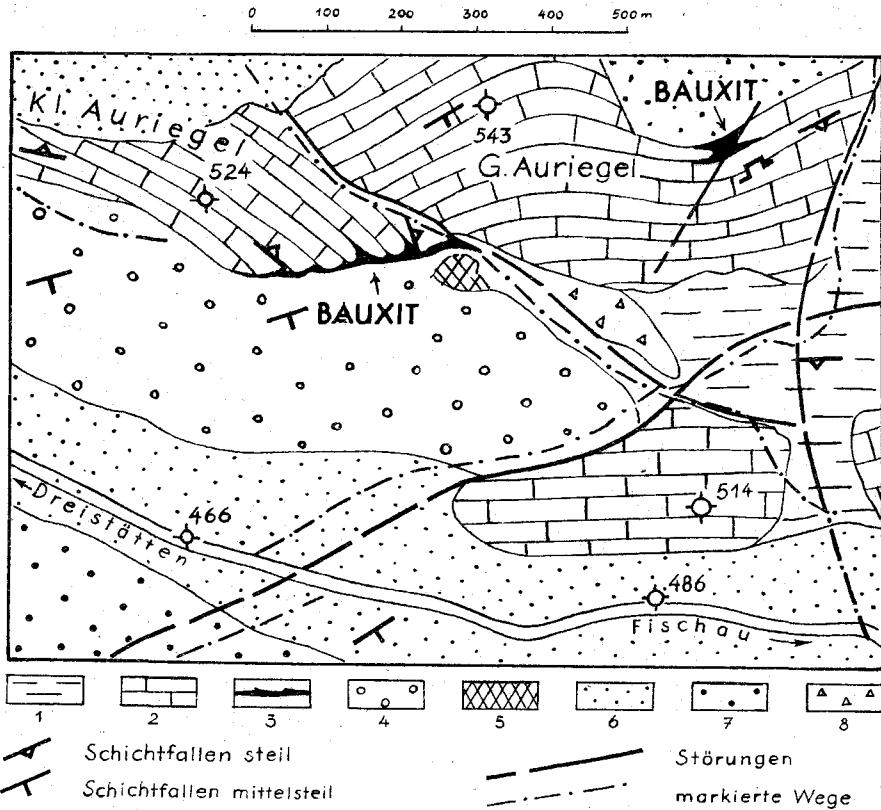 0 100 200 300 400 500 m
Kl. Auriegel
524
543
G. Auriegel
BAUXIT
BAUXIT
514
466
Dreistätten
486
Fischau
1 2 3 4 5 6 7 8
Schichtfallen steil
Störungen
Schichtfallen mittelsteil
markierte Wege